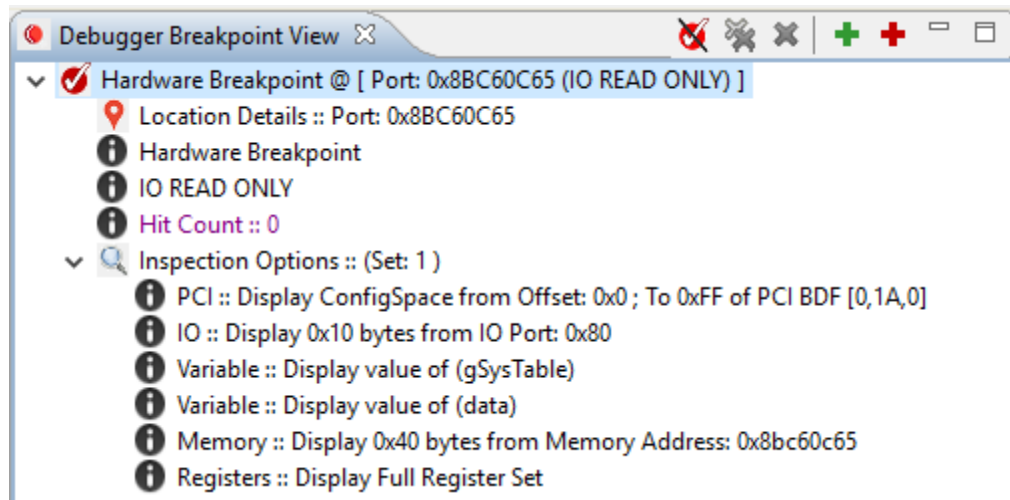 Debugger Breakpoint View
Hardware Breakpoint @ [ Port: 0x8BC60C65 (IO READ ONLY) ]
Location Details :: Port: 0x8BC60C65
Hardware Breakpoint
IO READ ONLY
Hit Count :: 0
Inspection Options :: (Set: 1 )
PCI :: Display ConfigSpace from Offset: 0x0 ; To 0xFF of PCI BDF [0,1A,0]
IO :: Display 0x10 bytes from IO Port: 0x80
Variable :: Display value of (gSysTable)
Variable :: Display value of (data)
Memory :: Display 0x40 bytes from Memory Address: 0x8bc60c65
Registers :: Display Full Register Set